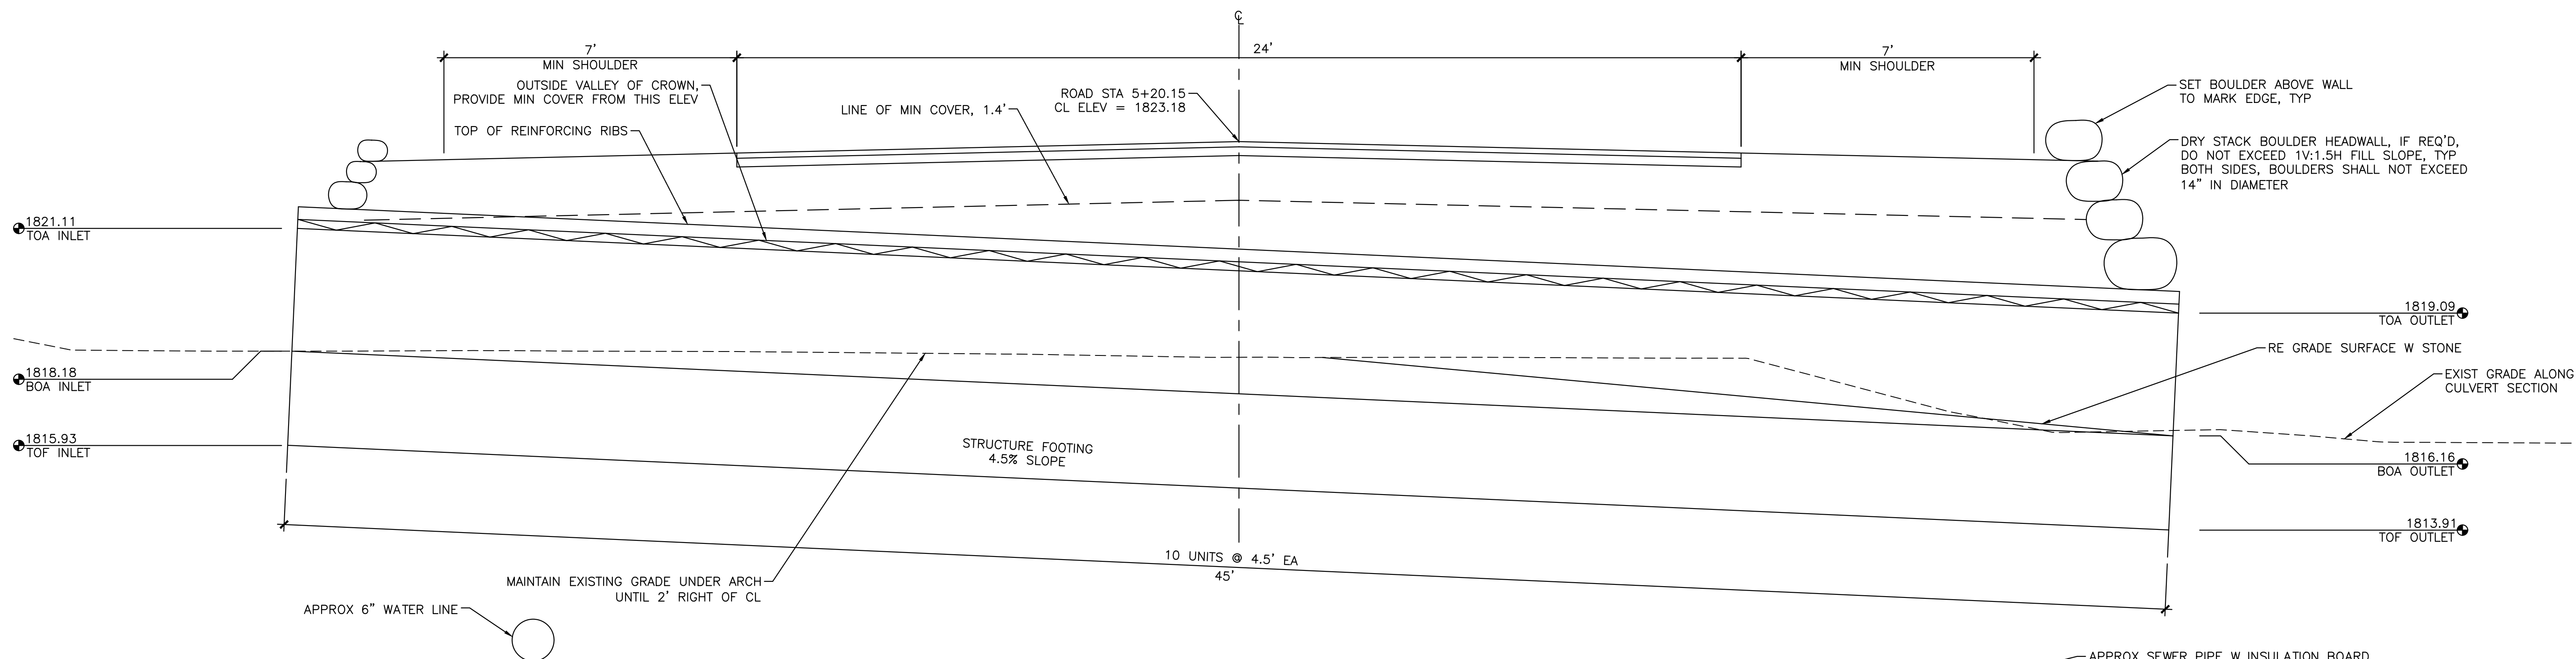 ℄
7'
MIN SHOULDER
24'
7'
MIN SHOULDER
OUTSIDE VALLEY OF CROWN,
PROVIDE MIN COVER FROM THIS ELEV
TOP OF REINFORCING RIBS
LINE OF MIN COVER, 1.4'
ROAD STA 5+20.15
CL ELEV = 1823.18
SET BOULDER ABOVE WALL
TO MARK EDGE, TYP
DRY STACK BOULDER HEADWALL, IF REQ'D,
DO NOT EXCEED 1V:1.5H FILL SLOPE, TYP
BOTH SIDES, BOULDERS SHALL NOT EXCEED
14" IN DIAMETER
1821.11
TOA INLET
1819.09
TOA OUTLET
RE GRADE SURFACE W STONE
EXIST GRADE ALONG
CULVERT SECTION
1818.18
BOA INLET
1815.93
TOF INLET
STRUCTURE FOOTING
4.5% SLOPE
1816.16
BOA OUTLET
1813.91
TOF OUTLET
10 UNITS @ 4.5' EA
45'
MAINTAIN EXISTING GRADE UNDER ARCH
UNTIL 2' RIGHT OF CL
APPROX 6" WATER LINE
APPROX SEWER PIPE W INSULATION BOARD